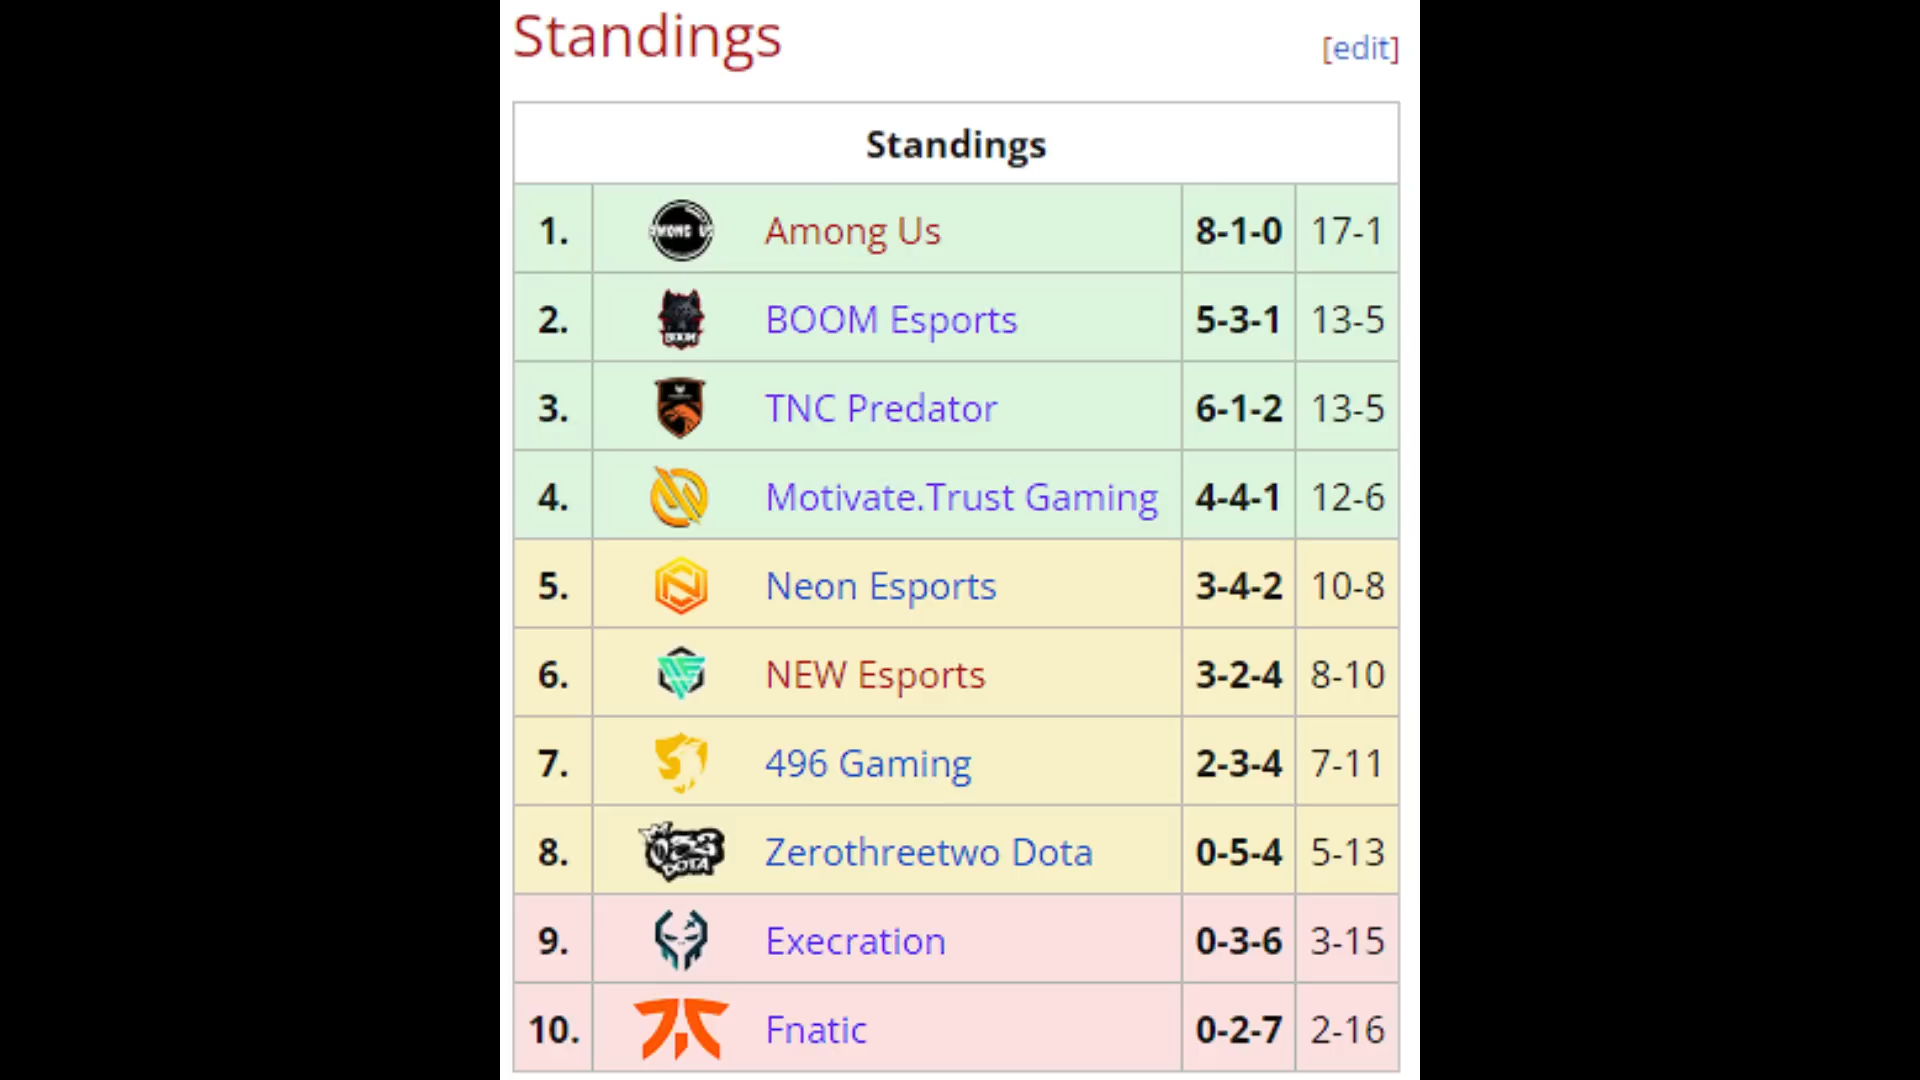 Standings
[edit]
Standings
1. AMONG US Among Us 8-1-0 17-1
2. BOOM BOOM Esports 5-3-1 13-5
3. TNC Predator 6-1-2 13-5
4. Motivate.Trust Gaming 4-4-1 12-6
5. Neon Esports 3-4-2 10-8
6. NEW Esports 3-2-4 8-10
7. 496 Gaming 2-3-4 7-11
8. DOTA Zerothreetwo Dota 0-5-4 5-13
9. Execration 0-3-6 3-15
10. Fnatic 0-2-7 2-16